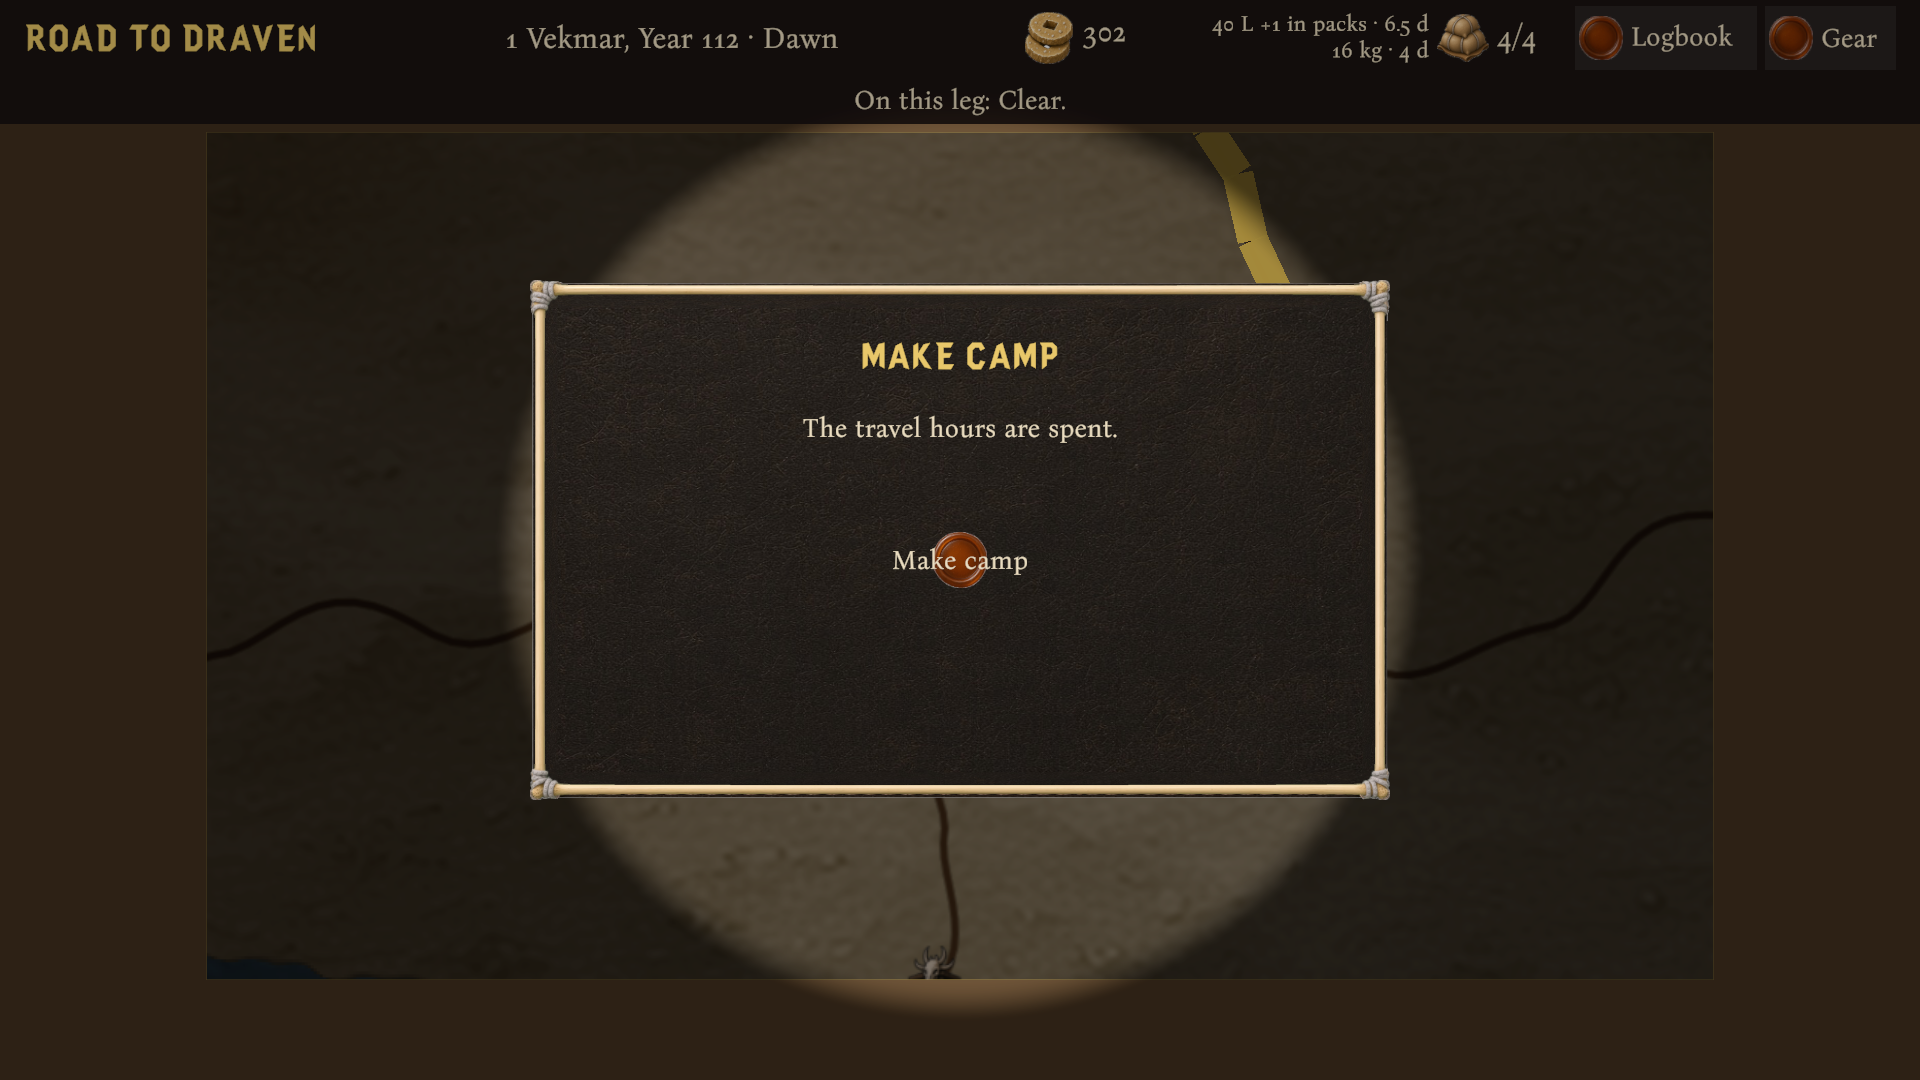 ROAD TO DRAVEN
1 Vekmar, Year 112 · Dawn
302
40 L +1 in packs · 6.5 d
16 kg · 4 d
4/4
Logbook
Gear
On this leg: Clear.
MAKE CAMP
The travel hours are spent.
Make camp